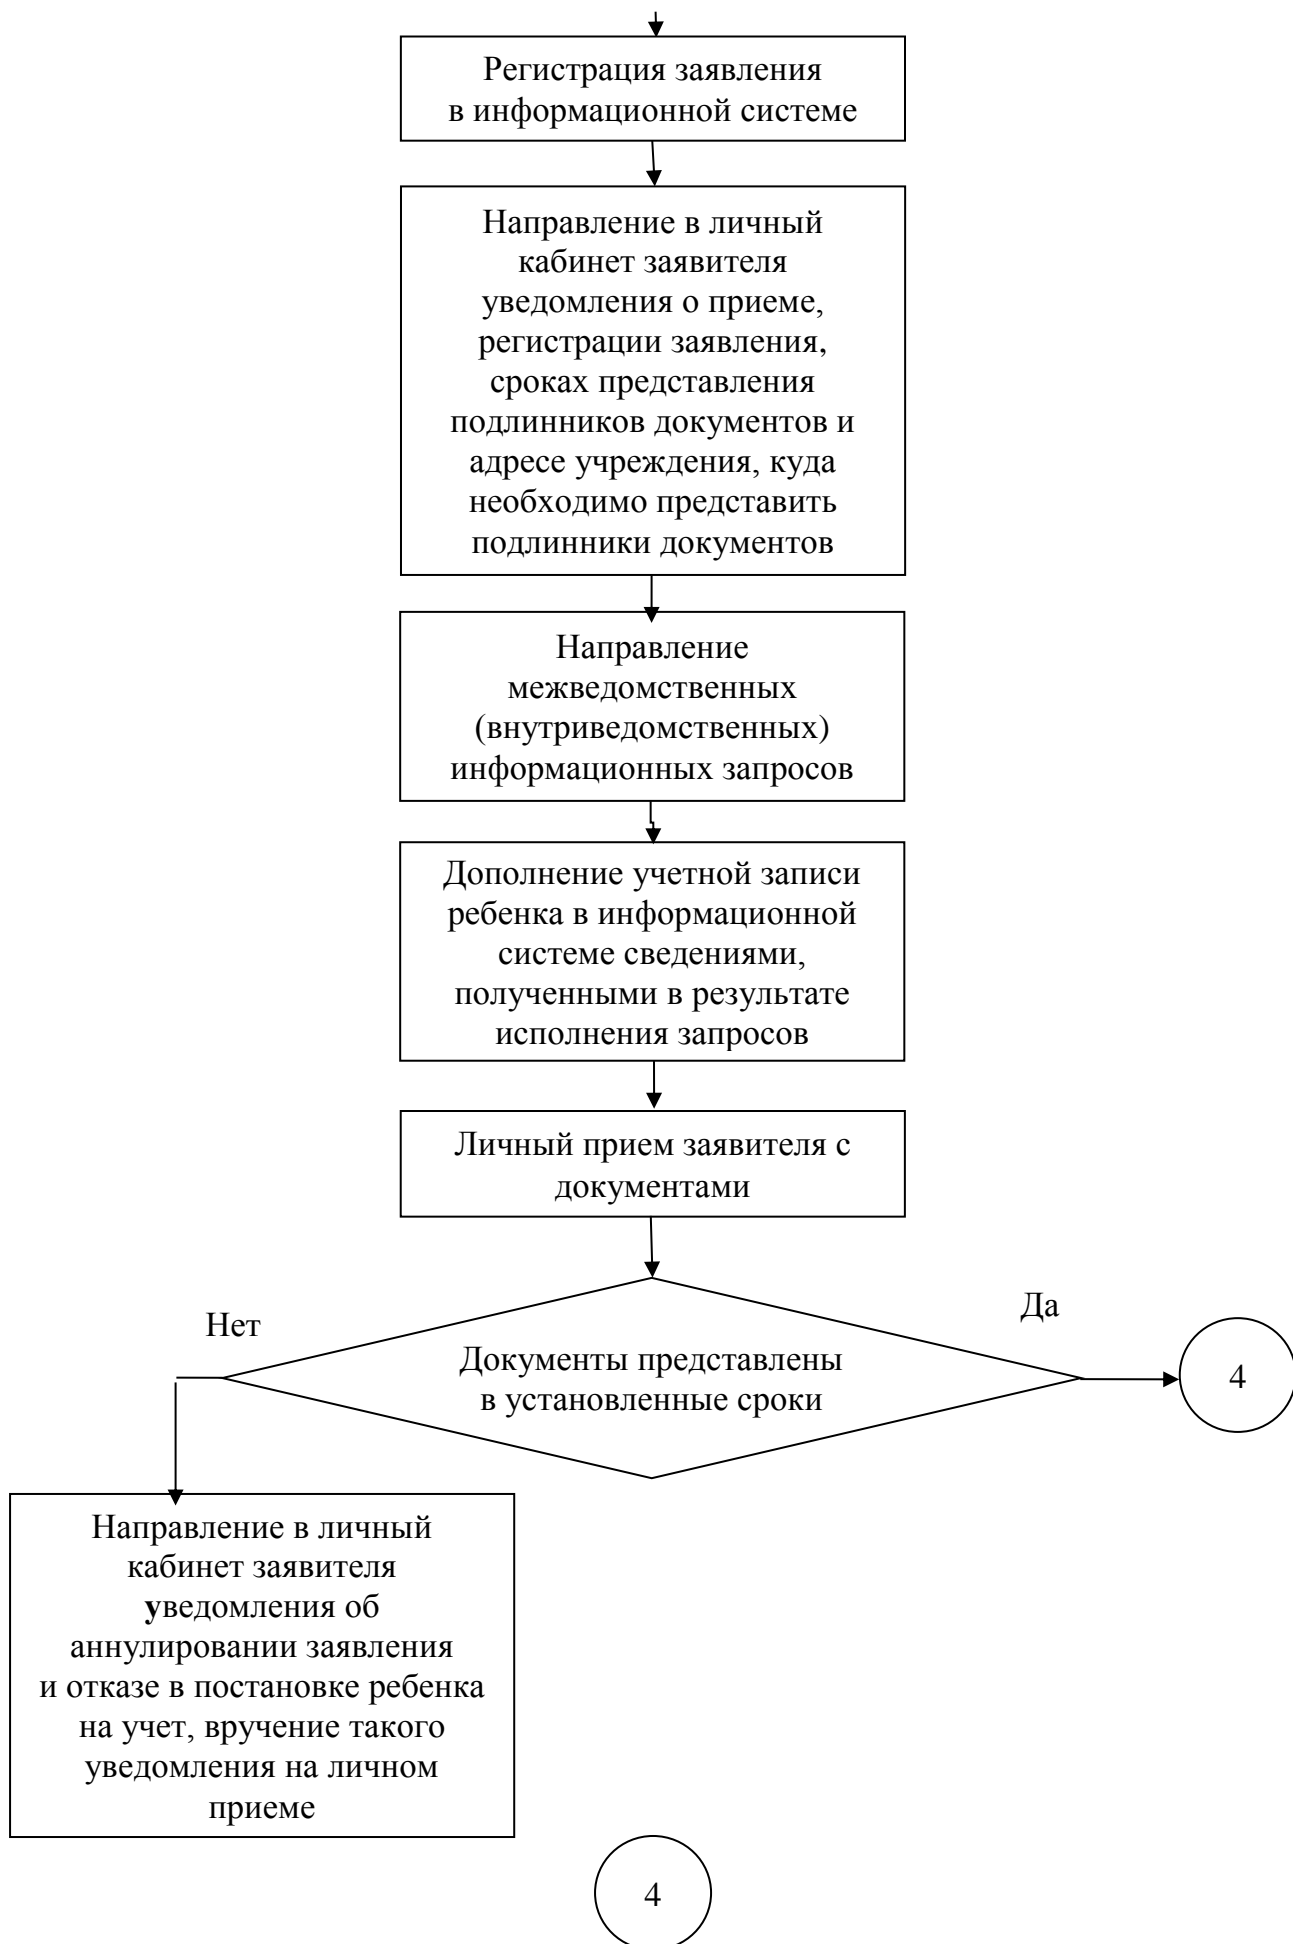 Регистрация заявления
в информационной системе
Направление в личный
кабинет заявителя
уведомления о приеме,
регистрации заявления,
сроках представления
подлинников документов и
адресе учреждения, куда
необходимо представить
подлинники документов
Направление
межведомственных
(внутриведомственных)
информационных запросов
Дополнение учетной записи
ребенка в информационной
системе сведениями,
полученными в результате
исполнения запросов
Личный прием заявителя с
документами
Нет
Да
Документы представлены
в установленные сроки
4
Направление в личный
кабинет заявителя
уведомления об
аннулировании заявления
и отказе в постановке ребенка
на учет, вручение такого
уведомления на личном
приеме
4